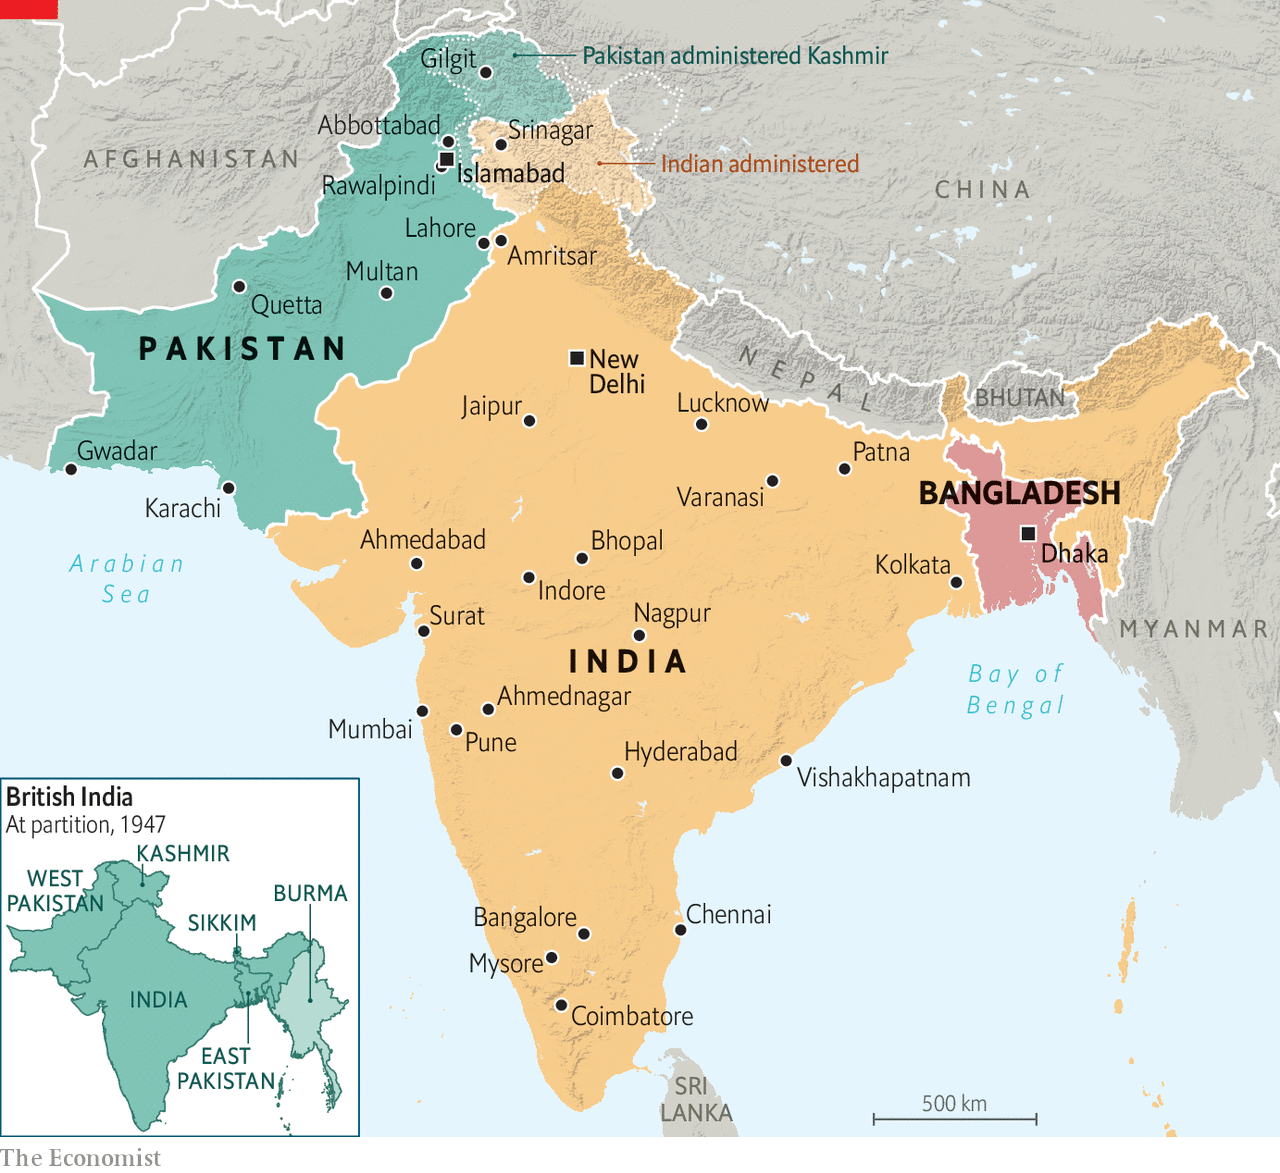 Gilgit
Pakistan administered Kashmir
Abbottabad
Srinagar
AFGHANISTAN
Indian administered
Islamabad
Rawalpindi
CHINA
Lahore
Amritsar
Multan
Quetta
PAKISTAN
New
Delhi
NEPAL
BHUTAN
Jaipur
Lucknow
Gwadar
Patna
Karachi
Varanasi
BANGLADESH
Ahmedabad
Bhopal
Dhaka
Arabian
Sea
Kolkata
Indore
Surat
Nagpur
MYANMAR
INDIA
Bay of
Bengal
Ahmednagar
Mumbai
Pune
Hyderabad
Vishakhapatnam
British India
At partition, 1947
KASHMIR
WEST
PAKISTAN
BURMA
SIKKIM
INDIA
EAST
PAKISTAN
Bangalore
Chennai
Mysore
Coimbatore
SRI
LANKA
500 km
The Economist